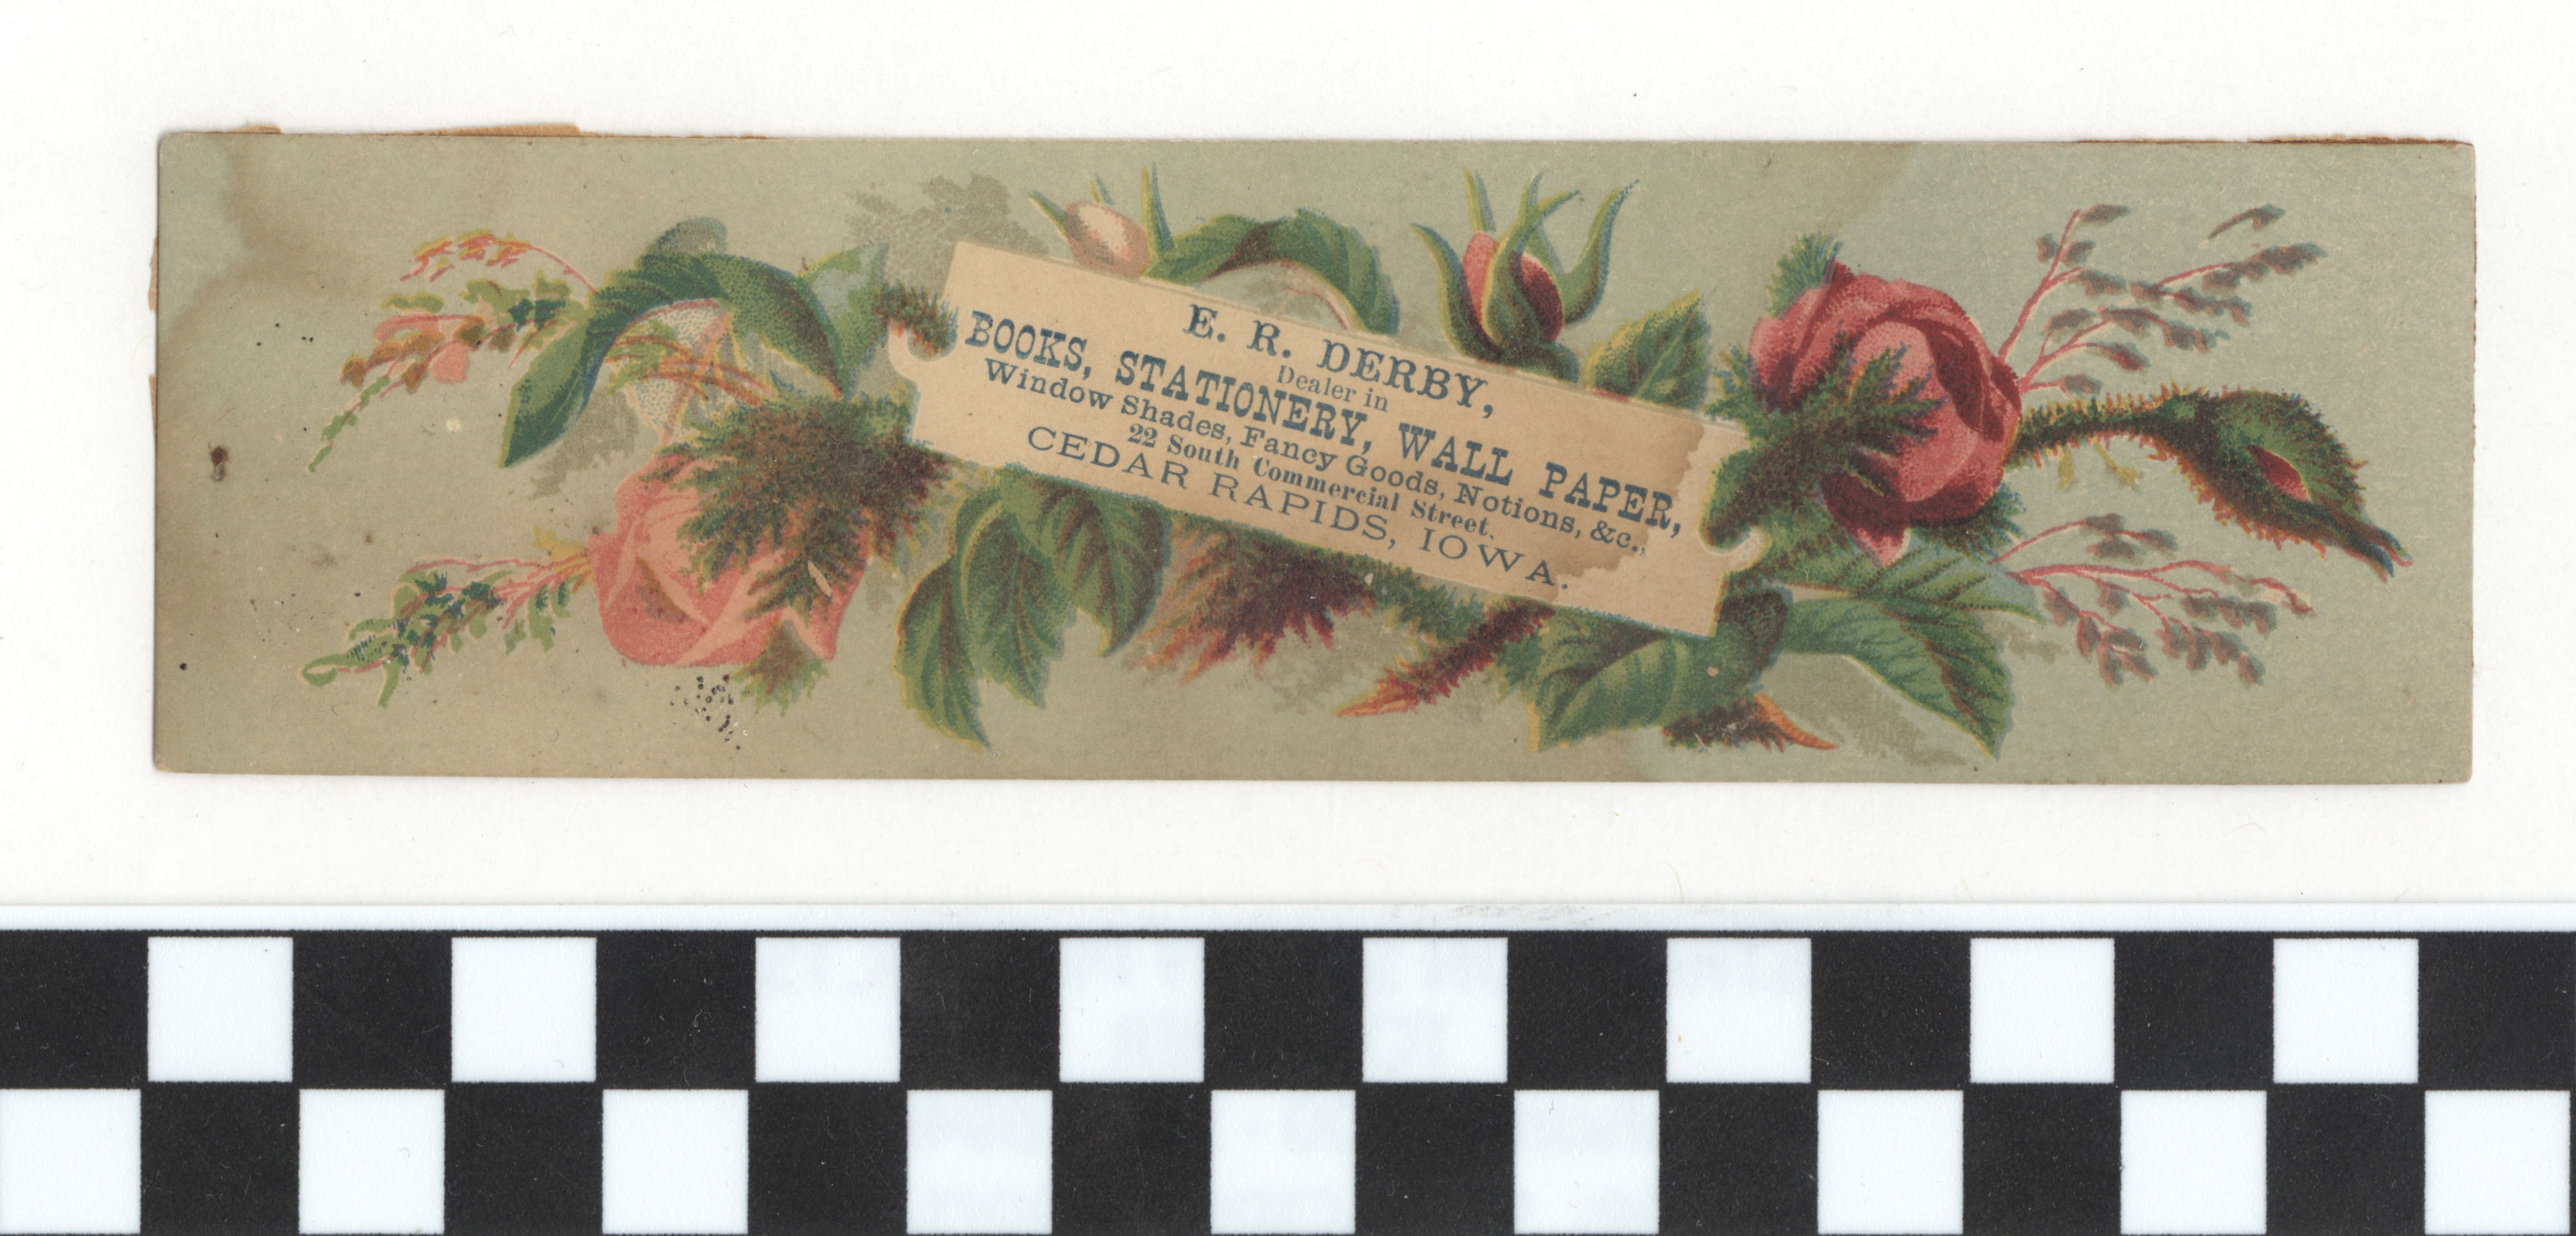 E. R. DERBY,
Dealer in
BOOKS, STATIONERY, WALL PAPER,
Window Shades, Fancy Goods, Notions, &c.,
22 South Commercial Street.
CEDAR RAPIDS, IOWA.